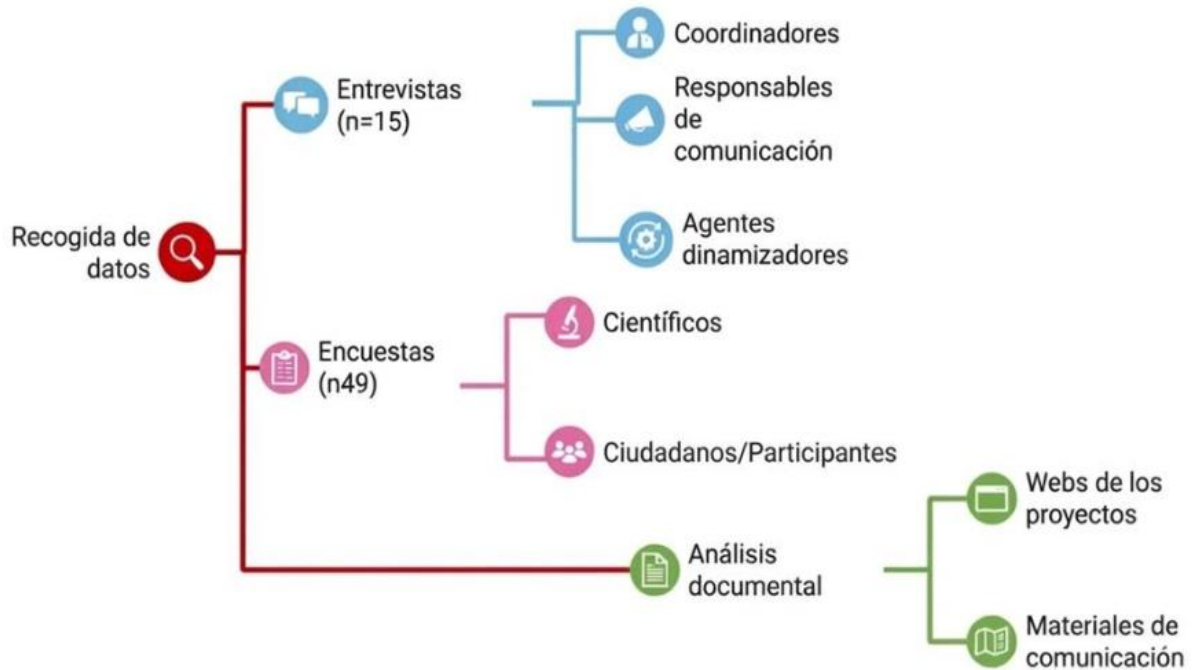 Recogida de
datos
Entrevistas
(n=15)
Coordinadores
Responsables
de
comunicación
Agentes
dinamizadores
Encuestas
(n49)
Científicos
Ciudadanos/Participantes
Análisis
documental
Webs de los
proyectos
Materiales de
comunicación